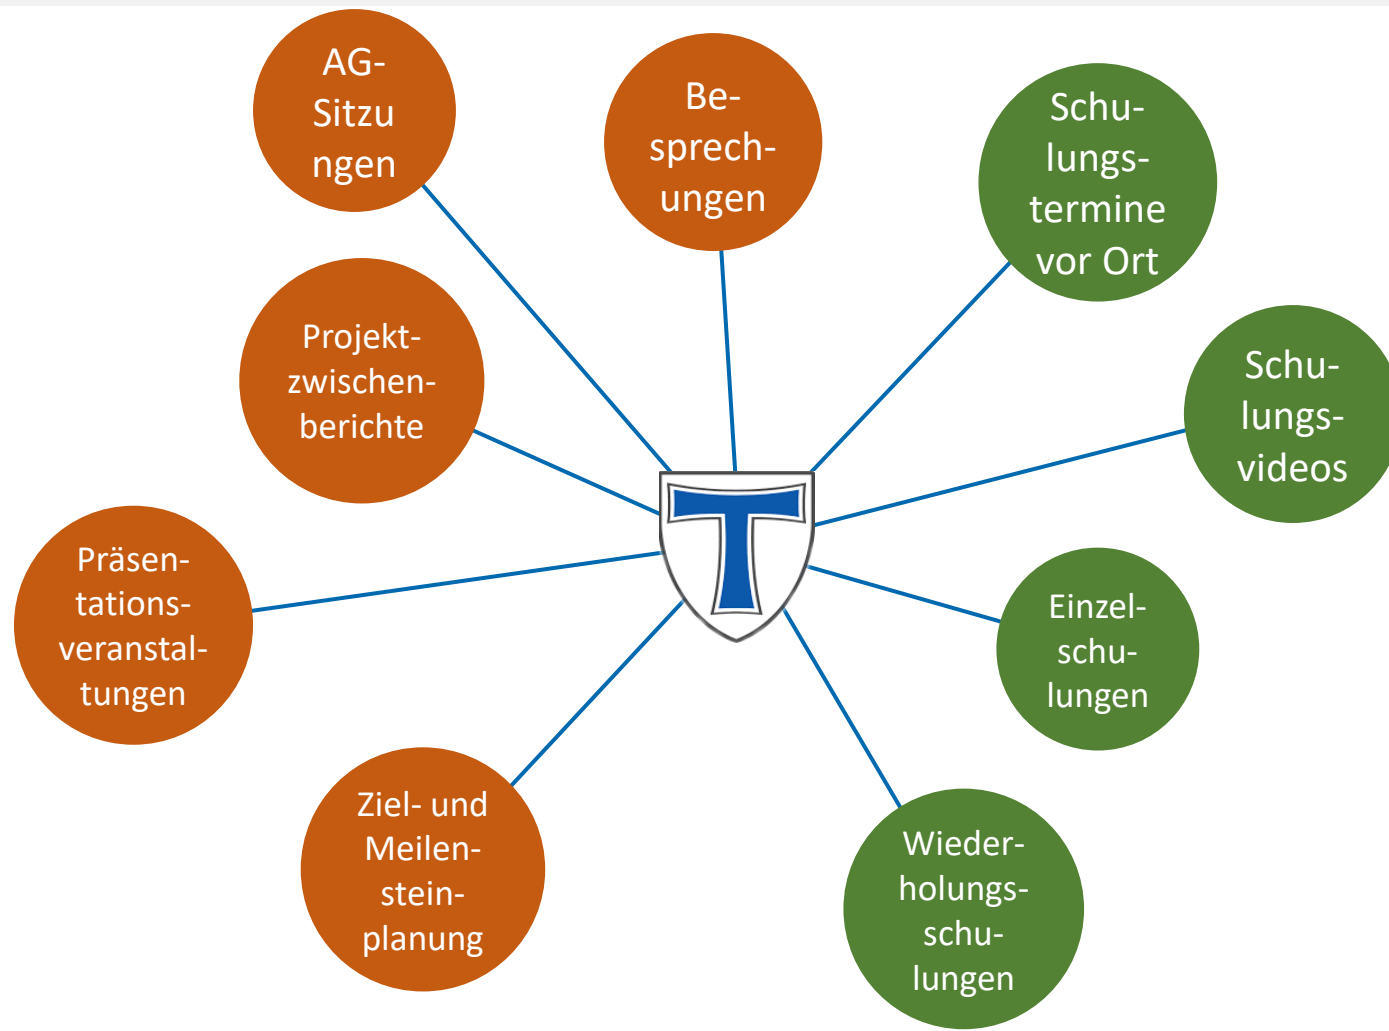 AG-
Sitzu
ngen
Be-
sprech-
ungen
Schu-
lungs-
termine
vor Ort
Projekt-
zwischen-
berichte
Schu-
lungs-
videos
Präsen-
tations-
veranstal-
tungen
Einzel-
schu-
lungen
Ziel- und
Meilen-
stein-
planung
Wieder-
holungs-
schu-
lungen
T